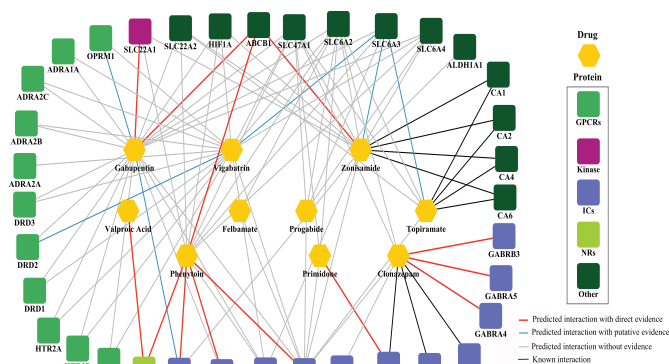 Drug
Protein
GPCRs
Kinase
ICs
NRs
Other
SLC22A1
SLC22A2
HIF1A
ABCB1
SLC47A1
SLC6A2
SLC6A3
SLC6A4
ALDH1A1
OPRM1
ADRA1A
ADRA2C
ADRA2B
ADRA2A
DRD3
DRD2
DRD1
HTR2A
CA1
CA2
CA4
CA6
GABRB3
GABRA5
GABRA4
Gabapentin
Vigabatrin
Zonisamide
Valproic Acid
Felbamate
Progabide
Topiramate
Phenytoin
Primidone
Clonazepam
Predicted interaction with direct evidence
Predicted interaction with putative evidence
Predicted interaction without evidence
Known interaction